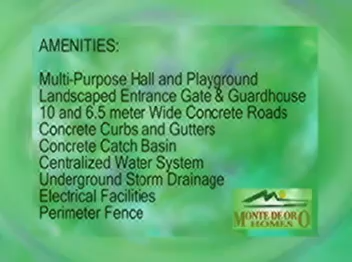 AMENITIES:
Multi-Purpose Hall and Playground
Landscaped Entrance Gate & Guardhouse
10 and 6.5 meter Wide Concrete Roads
Concrete Curbs and Gutters
Concrete Catch Basin
Centralized Water System
Underground Storm Drainage
Electrical Facilities
Perimeter Fence
MONTE DE ORO
HOMES